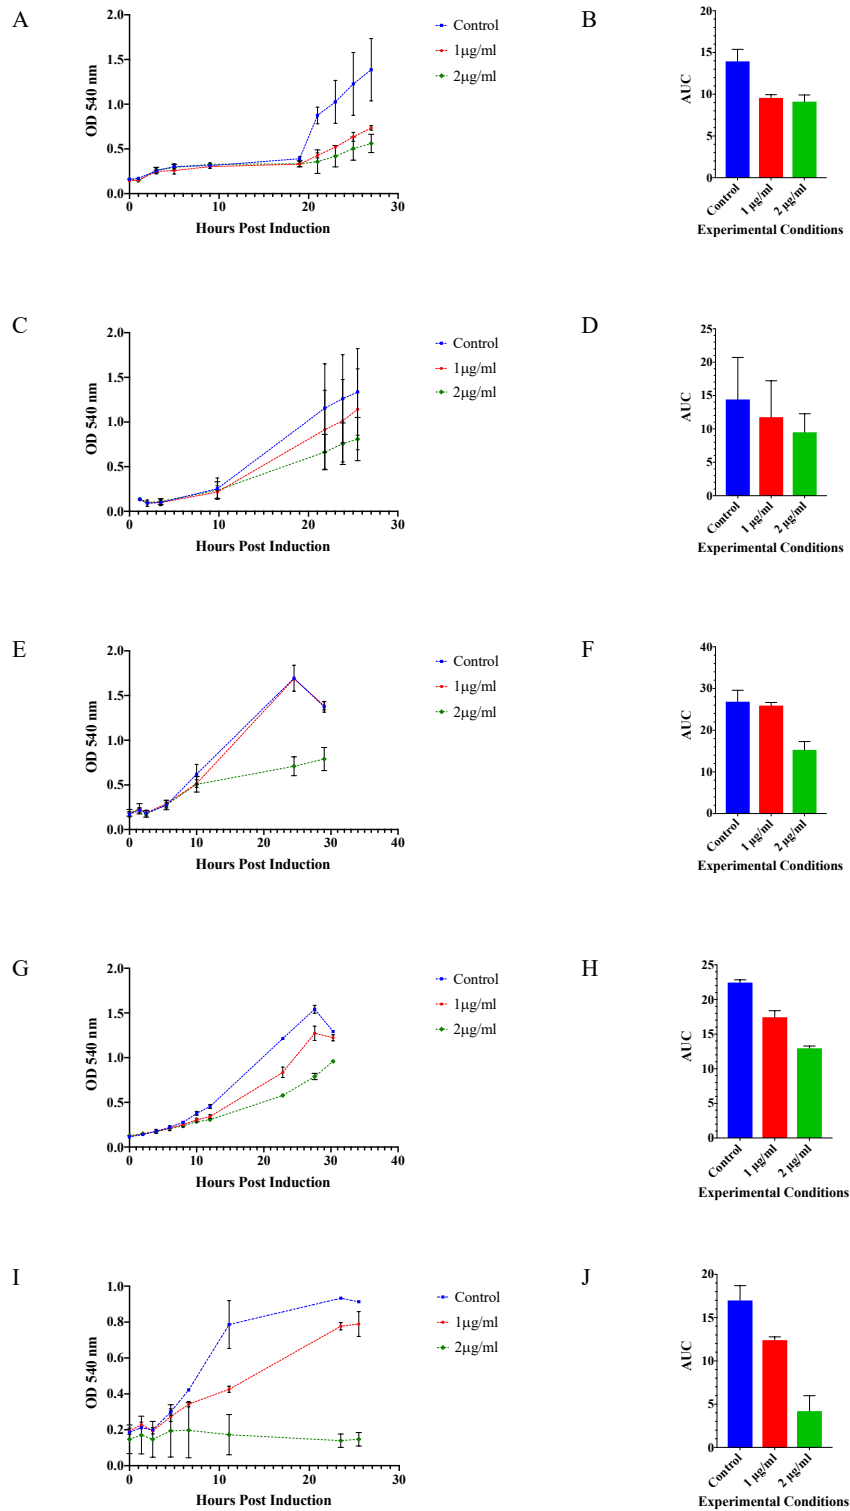 A
2.0
1.5
1.0
0.5
0.0
OD 540 nm
0
10
20
30
Hours Post Induction
Control
1µg/ml
2µg/ml
B
20
15
10
5
0
AUC
Control
1 µg/ml
2 µg/ml
Experimental Conditions
C
2.0
1.5
1.0
0.5
0.0
OD 540 nm
0
10
20
30
Hours Post Induction
Control
1µg/ml
2µg/ml
D
25
20
15
10
5
0
AUC
Control
1 µg/ml
2 µg/ml
Experimental Conditions
E
2.0
1.5
1.0
0.5
0.0
OD 540 nm
0
10
20
30
40
Hours Post Induction
Control
1µg/ml
2µg/ml
F
40
30
20
10
0
AUC
Control
1 µg/ml
2 µg/ml
Experimental Conditions
G
2.0
1.5
1.0
0.5
0.0
OD 540 nm
0
10
20
30
40
Hours Post Induction
Control
1µg/ml
2µg/ml
H
25
20
15
10
5
0
AUC
Control
1 µg/ml
2 µg/ml
Experimental Conditions
I
1.0
0.8
0.6
0.4
0.2
0.0
OD 540 nm
0
10
20
30
Hours Post Induction
Control
1µg/ml
2µg/ml
J
20
15
10
5
0
AUC
Control
1 µg/ml
2 µg/ml
Experimental Conditions